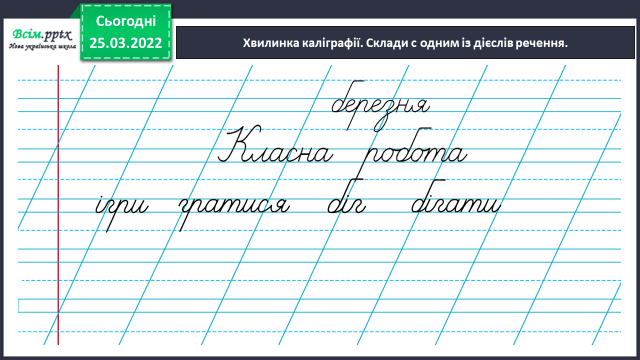 Всім.pptx
Нова українська школа
Сьогодні
25.03.2022
Хвилинка каліграфії. Склади с одним із дієслів речення.
березня
Класна робота
ігри гратися біг бігати